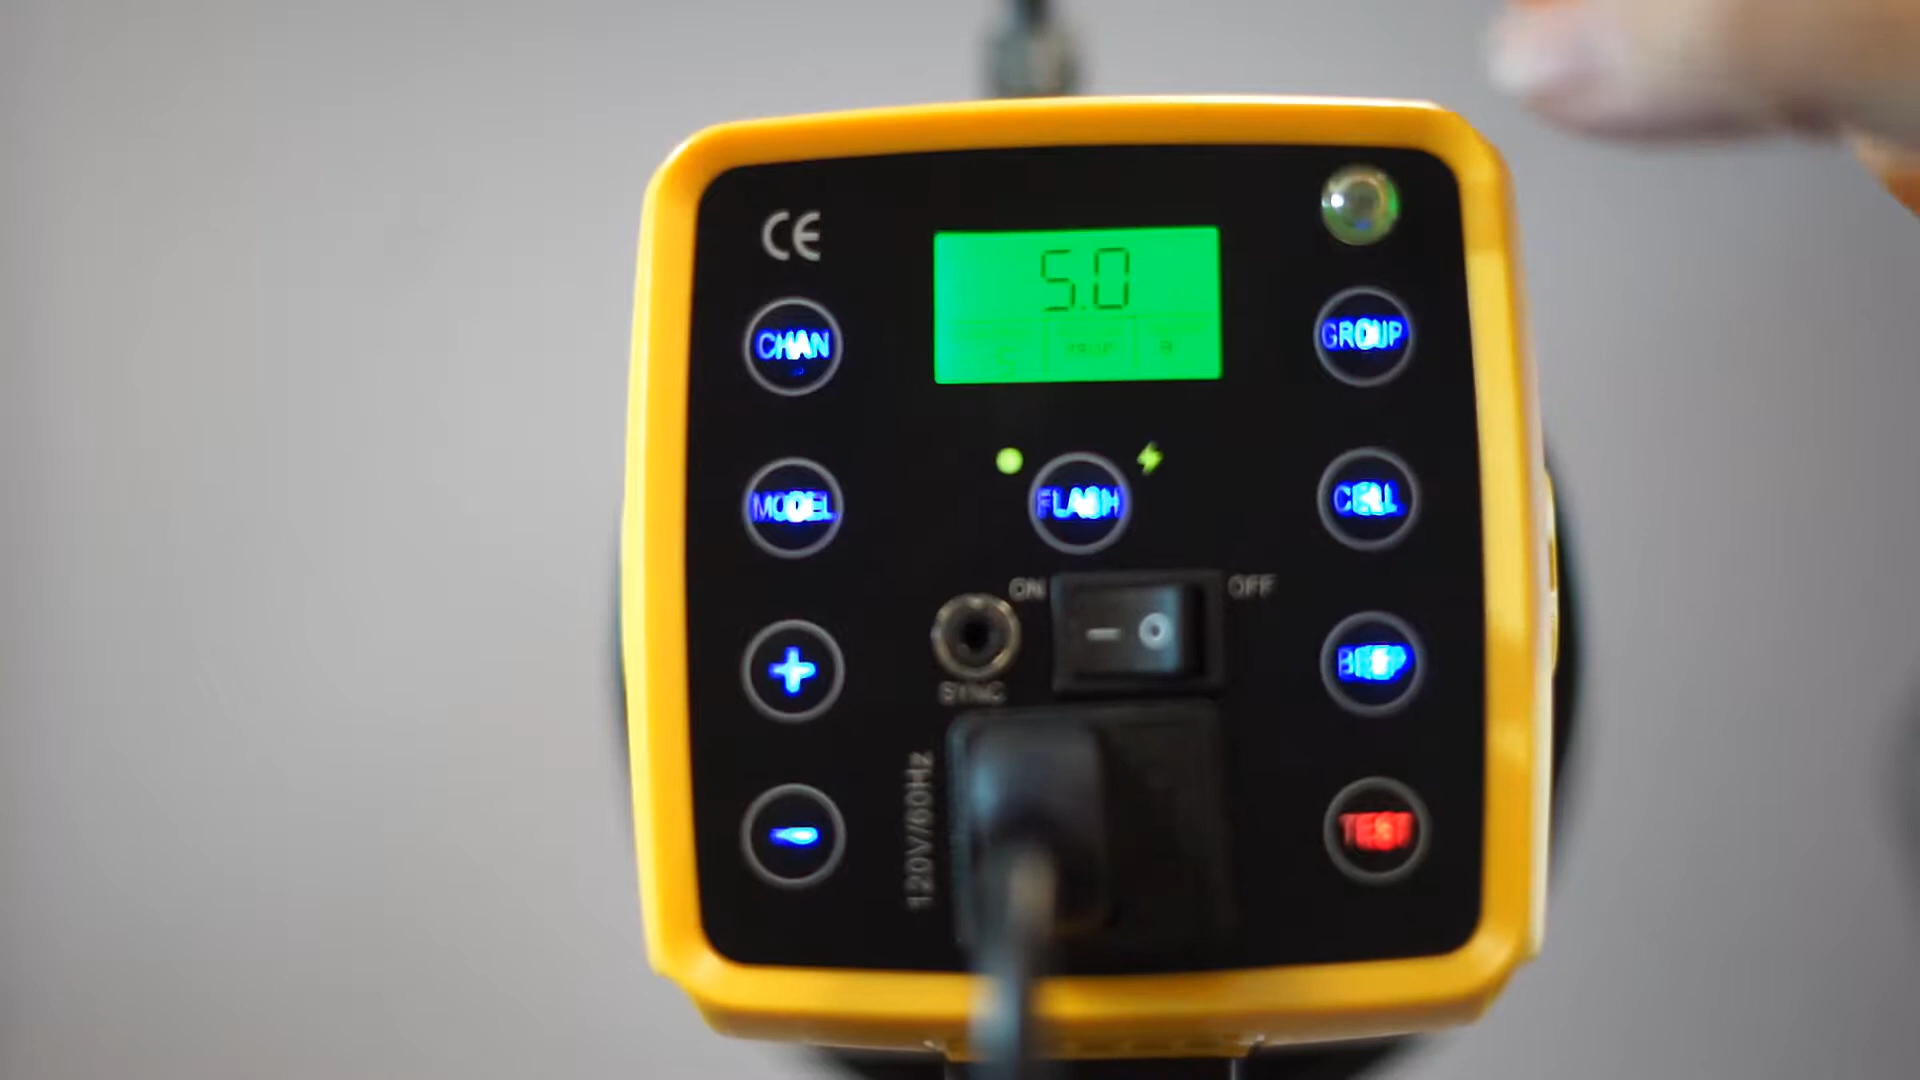 CE
5.0
CHAN
GROUP
MODEL
FLASH
CELL
ON
OFF
SYNC
BEEP
120V/60Hz
TEST